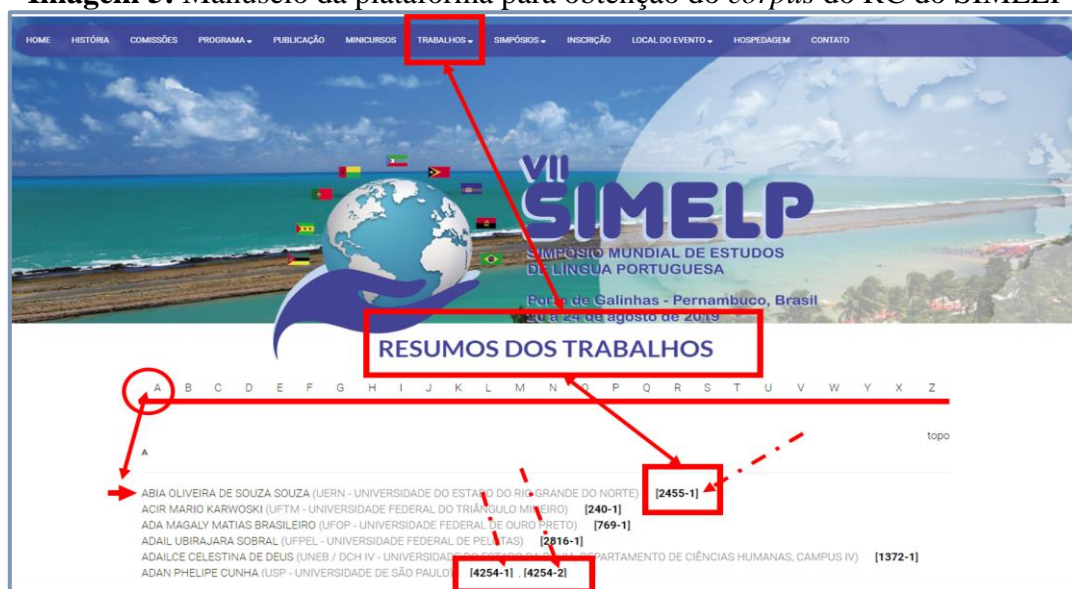 Imagem 5: Manuseio da plataforma para obtenção do corpus do RC do SIMELP
HOME HISTÓRIA COMISSÕES PROGRAMA PUBLICAÇÃO MINICURSOS TRABALHOS SIMPÓSIOS INSCRIÇÃO LOCAL DO EVENTO HOSPEDAGEM CONTATO
VII
SIMELP
SIMPÓSIO MUNDIAL DE ESTUDOS
DE LÍNGUA PORTUGUESA
Porto de Galinhas - Pernambuco, Brasil
20 a 24 de agosto de 2019
RESUMOS DOS TRABALHOS
A B C D E F G H I J K L M N O P Q R S T U V W Y X Z
topo
A
ABIA OLIVEIRA DE SOUZA SOUZA (UERN - UNIVERSIDADE DO ESTADO DO RIO GRANDE DO NORTE) [2455-1]
ACIR MARIO KARWOSKI (UFTM - UNIVERSIDADE FEDERAL DO TRIÂNGULO MINEIRO) [240-1]
ADA MAGALY MATIAS BRASILEIRO (UFOP - UNIVERSIDADE FEDERAL DE OURO PRETO) [769-1]
ADAIL UBIRAJARA SOBRAL (UFPEL - UNIVERSIDADE FEDERAL DE PELOTAS) [2816-1]
ADAILCE CELESTINA DE DEUS (UNEB / DCH IV - UNIVERSIDADE DO ESTADO DA BAHIA, DEPARTAMENTO DE CIÊNCIAS HUMANAS, CAMPUS IV) [1372-1]
ADAN PHELIPE CUNHA (USP - UNIVERSIDADE DE SÃO PAULO) [4254-1] , [4254-2]